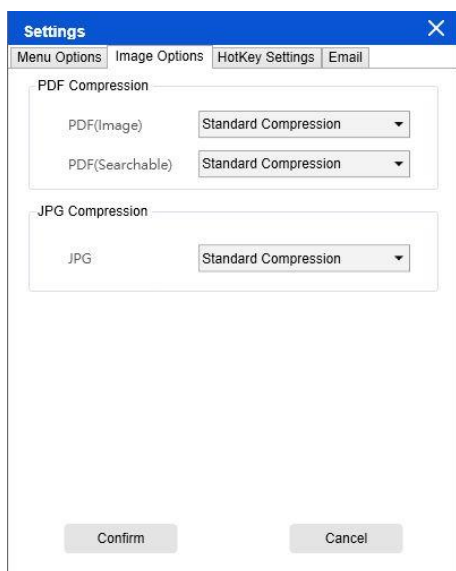 Settings
Menu Options Image Options HotKey Settings Email
PDF Compression
PDF(Image) Standard Compression
PDF(Searchable) Standard Compression
JPG Compression
JPG Standard Compression
Confirm Cancel